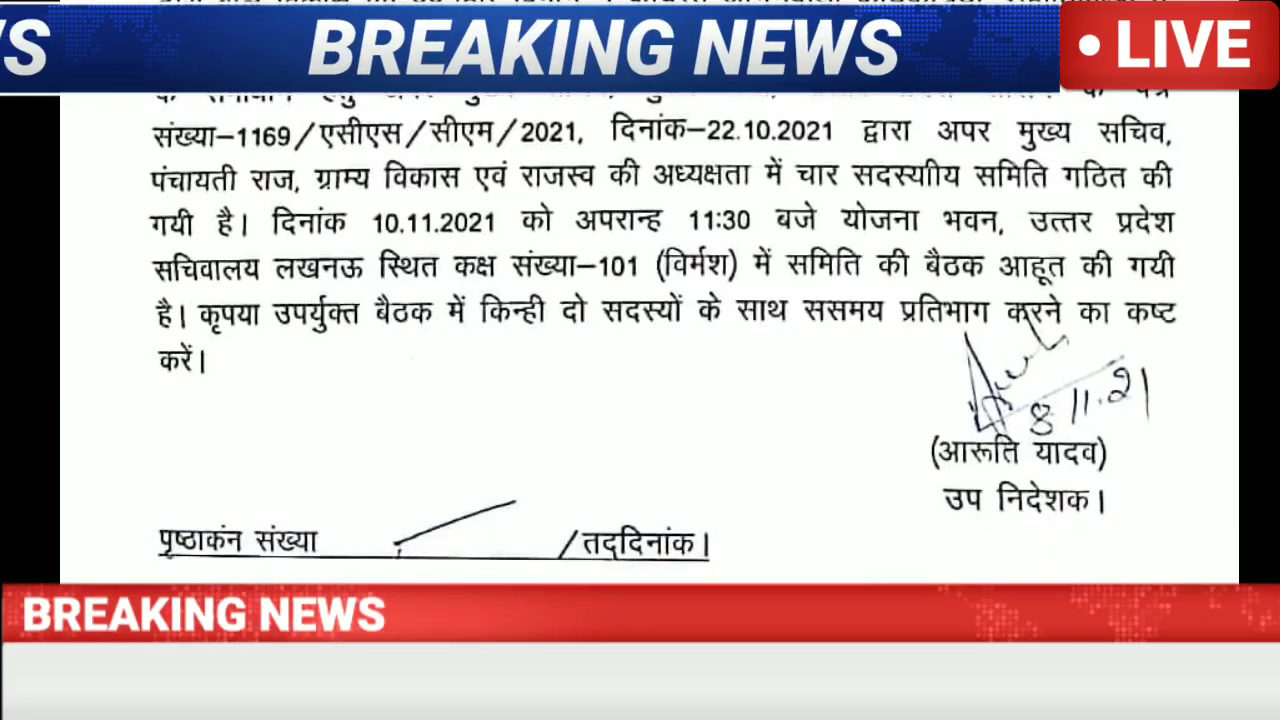 S
BREAKING NEWS
LIVE
संख्या-1169/एसीएस/सीएम/2021, दिनांक-22.10.2021 द्वारा अपर मुख्य सचिव,
पंचायती राज, ग्राम्य विकास एवं राजस्व की अध्यक्षता में चार सदस्याीय समिति गठित की
गयी है। दिनांक 10.11.2021 को अपरान्ह 11:30 बजे योजना भवन, उत्तर प्रदेश
सचिवालय लखनऊ स्थित कक्ष संख्या-101 (विर्मश) में समिति की बैठक आहूत की गयी
है। कृपया उपर्युक्त बैठक में किन्ही दो सदस्यों के साथ ससमय प्रतिभाग करने का कष्ट
करें।
8.11.21
(आरूति यादव)
उप निदेशक।
पृष्ठाकंन संख्या /तद्दिनांक।
BREAKING NEWS